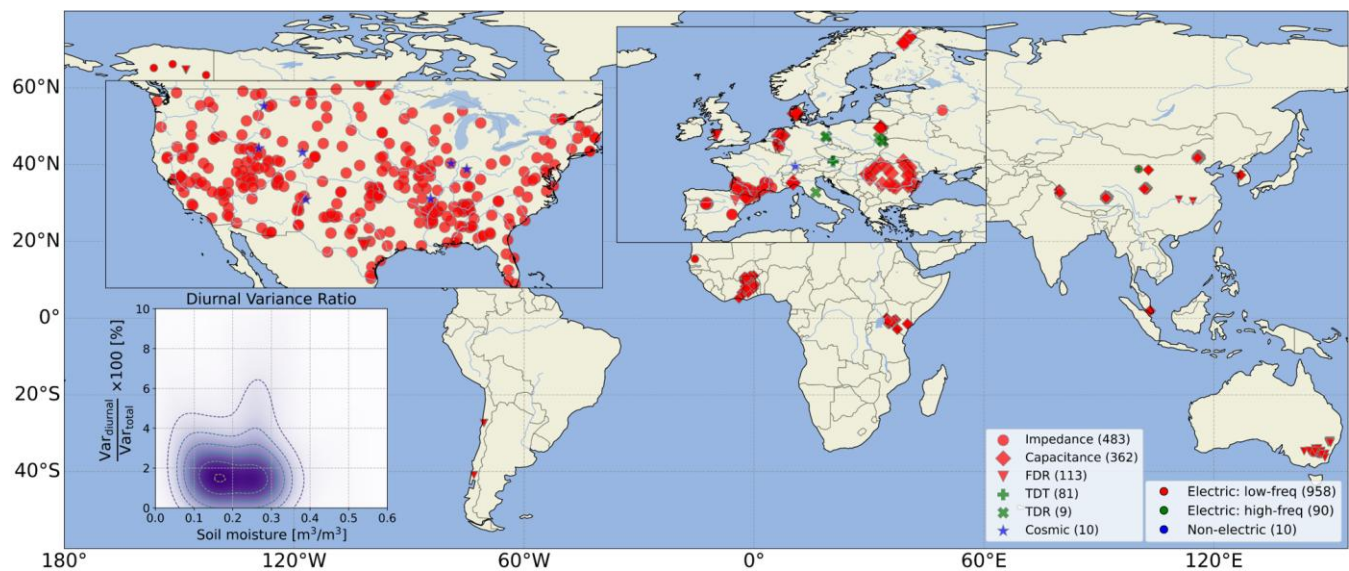 60°N
40°N
20°N
0°
20°S
40°S
180°
120°W
60°W
0°
60°E
120°E
Diurnal Variance Ratio
Var_diurnal
Var_total
×100 [%]
10
8
6
4
2
0
0.0 0.1 0.2 0.3 0.4 0.5 0.6
Soil moisture [m³/m³]
Impedance (483)
Capacitance (362)
FDR (113)
TDT (81)
TDR (9)
Cosmic (10)
Electric: low-freq (958)
Electric: high-freq (90)
Non-electric (10)